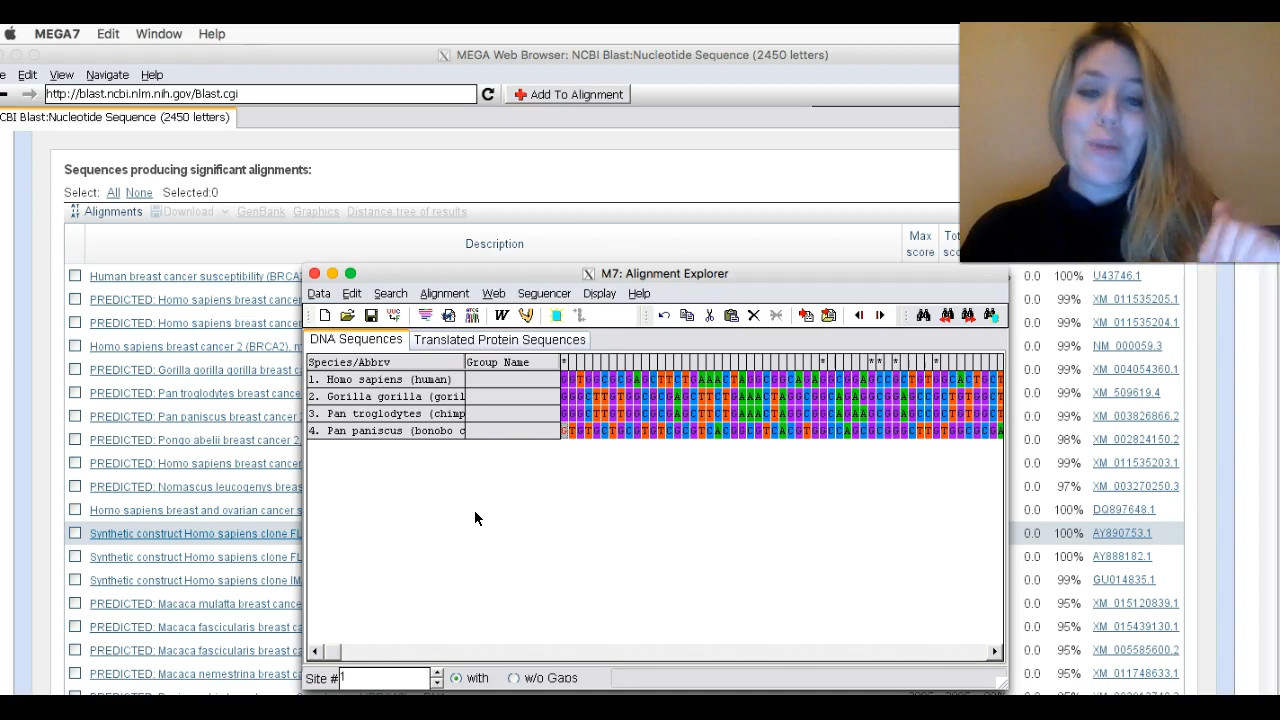 MEGA7 Edit Window Help
MEGA Web Browser: NCBI Blast:Nucleotide Sequence (2450 letters)
Edit View Navigate Help
http://blast.ncbi.nlm.nih.gov/Blast.cgi Add To Alignment
CBI Blast:Nucleotide Sequence (2450 letters)
Sequences producing significant alignments:
Select: All None Selected:0
Alignments Download GenBank Graphics Distance tree of results
Description
Max score
Human breast cancer susceptibility (BRCA 0.0 100% U43746.1
PREDICTED: Homo sapiens breast cancer 0.0 99% XM_011535205.1
PREDICTED: Homo sapiens breast cancer 0.0 99% XM_011535204.1
Homo sapiens breast cancer 2 (BRCA2), 0.0 99% NM_000059.3
PREDICTED: Gorilla gorilla gorilla breast 0.0 99% XM_004054360.1
PREDICTED: Pan troglodytes breast cancer 0.0 99% XM_509619.4
PREDICTED: Pan paniscus breast cancer 0.0 99% XM_003826866.2
PREDICTED: Pongo abelii breast cancer 2 0.0 98% XM_002824150.2
PREDICTED: Homo sapiens breast cancer 0.0 99% XM_011535203.1
PREDICTED: Nomascus leucogenys breas 0.0 97% XM_003270250.3
Homo sapiens breast and ovarian cancer s 0.0 100% DQ897648.1
Synthetic construct Homo sapiens clone FL 0.0 100% AY890753.1
Synthetic construct Homo sapiens clone FL 0.0 100% AY888182.1
Synthetic construct Homo sapiens clone IM 0.0 99% GU014835.1
PREDICTED: Macaca mulatta breast cance 0.0 95% XM_015120839.1
PREDICTED: Macaca fascicularis breast c 0.0 95% XM_015439130.1
PREDICTED: Macaca fascicularis breast c 0.0 95% XM_005585600.2
PREDICTED: Macaca nemestrina breast c 0.0 95% XM_011748633.1
M7: Alignment Explorer
Data Edit Search Alignment Web Sequencer Display Help
DNA Sequences Translated Protein Sequences
Species/Abbrv Group Name
1. Homo sapiens (human)
2. Gorilla gorilla (goril
3. Pan troglodytes (chimp
4. Pan paniscus (bonobo c
Site # 1 with w/o Gaps